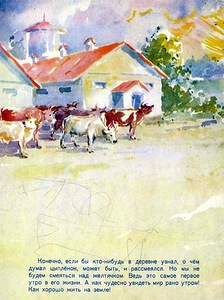 Конечно, если бы кто-нибудь в деревне узнал, о чём
думал цыплёнок, может быть, и рассмеялся. Но мы не
будем смеяться над желтячком. Ведь это самое первое
утро в его жизни. А как чудесно увидеть мир рано утром!
Как хорошо жить на земле!